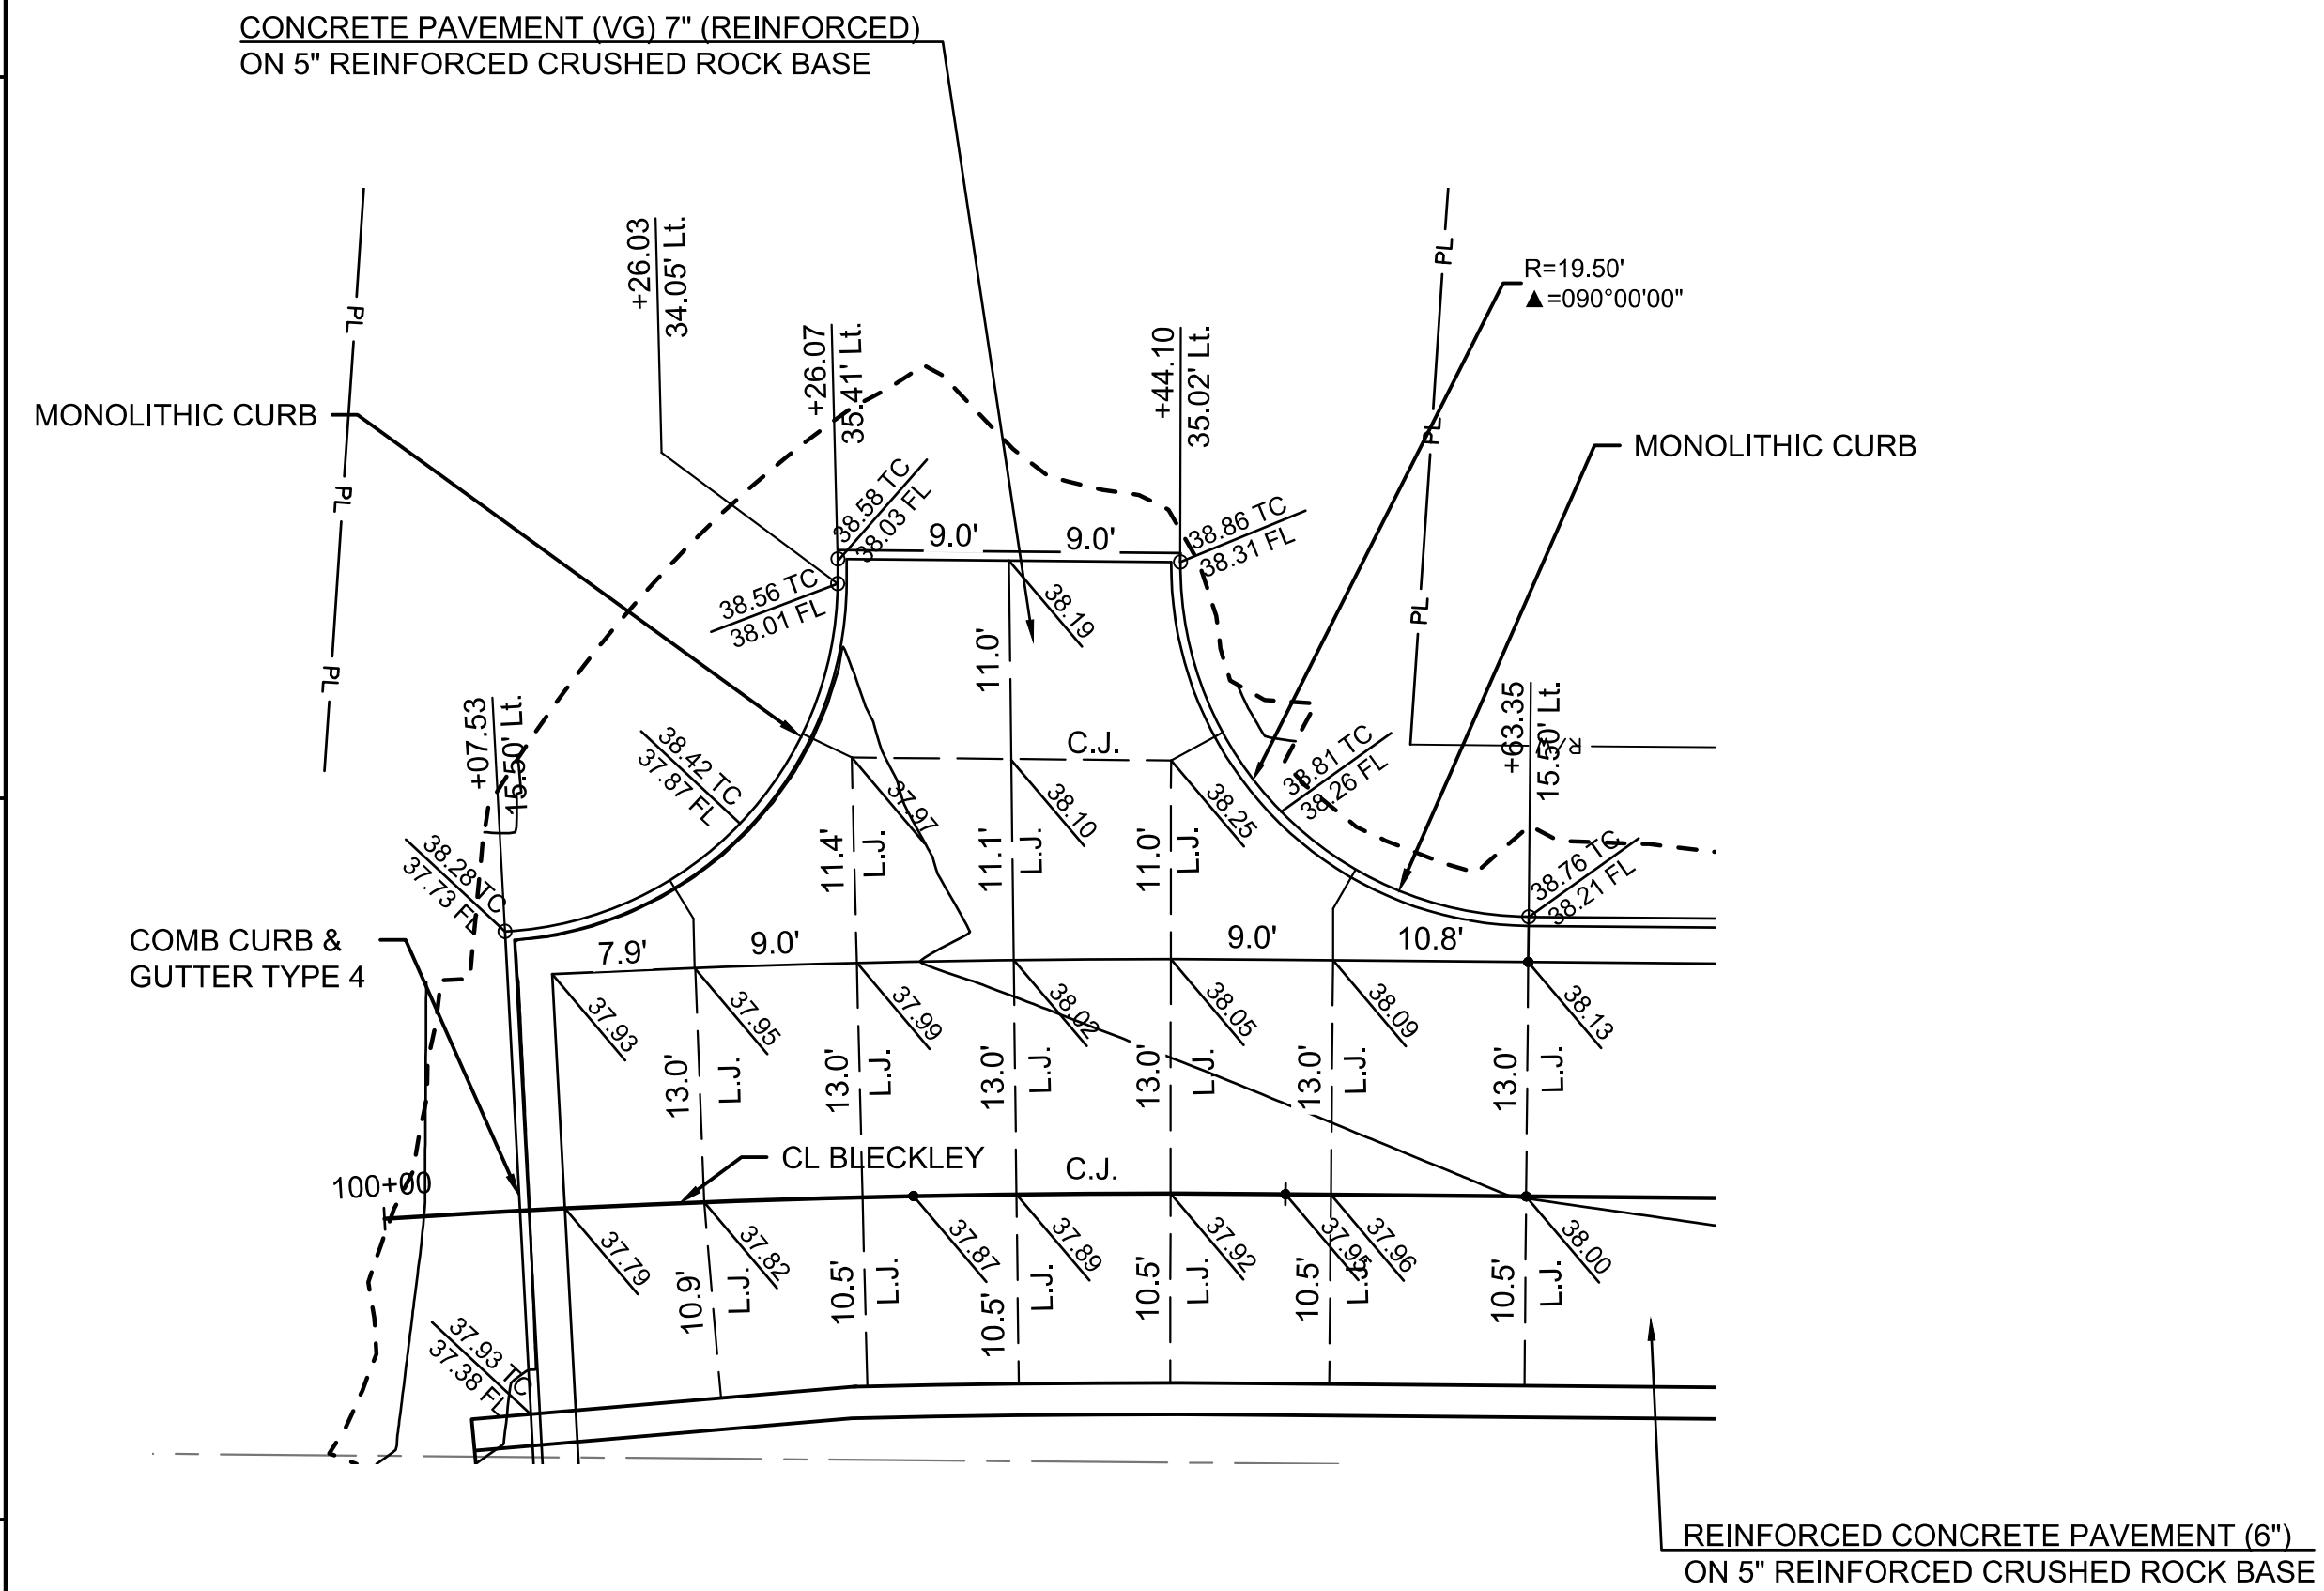 CONCRETE PAVEMENT (VG) 7" (REINFORCED)
ON 5" REINFORCED CRUSHED ROCK BASE
+26.03
34.05' Lt.
+26.07
35.41' Lt.
+44.10
35.02' Lt.
PL
PL
PL
PL
PL
PL
R=19.50'
▲=090°00'00"
MONOLITHIC CURB
MONOLITHIC CURB
38.58 TC
38.03 FL
9.0'
9.0'
38.86 TC
38.31 FL
38.56 TC
38.01 FL
38.19
11.0'
+07.53
15.50' Lt.
+63.35
15.50' Lt.
R/W
38.42 TC
37.87 FL
C.J.
38.81 TC
38.26 FL
37.97
38.10
38.25
11.4'
L.J.
11.1'
L.J.
11.0'
L.J.
38.28 TC
37.73 FL
38.76 TC
38.21 FL
COMB CURB &
GUTTER TYPE 4
7.9'
9.0'
9.0'
10.8'
37.93
37.95
37.99
38.02
38.05
38.09
38.13
13.0'
L.J.
13.0'
L.J.
13.0'
L.J.
13.0'
L.J.
13.0'
L.J.
13.0'
L.J.
CL BLECKLEY
C.J.
100+00
37.79
37.82
37.87
37.89
37.92
37.95
37.96
38.00
10.9'
L.J.
10.5'
L.J.
10.5'
L.J.
10.5'
L.J.
10.5'
L.J.
10.5'
L.J.
37.93 TC
37.38 FL
REINFORCED CONCRETE PAVEMENT (6")
ON 5" REINFORCED CRUSHED ROCK BASE